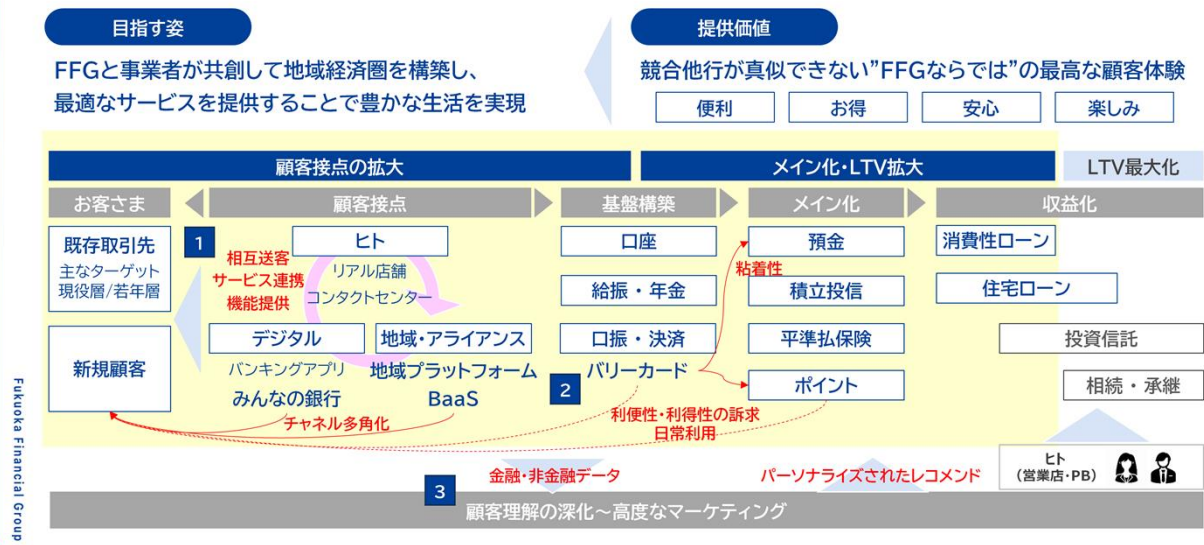 目指す姿
FFGと事業者が共創して地域経済圏を構築し、
最適なサービスを提供することで豊かな生活を実現
提供価値
競合他行が真似できない”FFGならでは”の最高な顧客体験
便利
お得
安心
楽しみ
顧客接点の拡大
メイン化・LTV拡大
LTV最大化
お客さま
顧客接点
基盤構築
メイン化
収益化
既存取引先
主なターゲット
現役層/若年層
新規顧客
1
相互送客
サービス連携
機能提供
ヒト
リアル店舗
コンタクトセンター
デジタル
バンキングアプリ
みんなの銀行
地域・アライアンス
地域プラットフォーム
BaaS
チャネル多角化
口座
給振・年金
口振・決済
2
バリーカード
粘着性
預金
積立投信
平準払保険
ポイント
利便性・利得性の訴求
日常利用
消費性ローン
住宅ローン
投資信託
相続・承継
ヒト
(営業店・PB)
金融・非金融データ
パーソナライズされたレコメンド
3
顧客理解の深化～高度なマーケティング
Fukuoka Financial Group